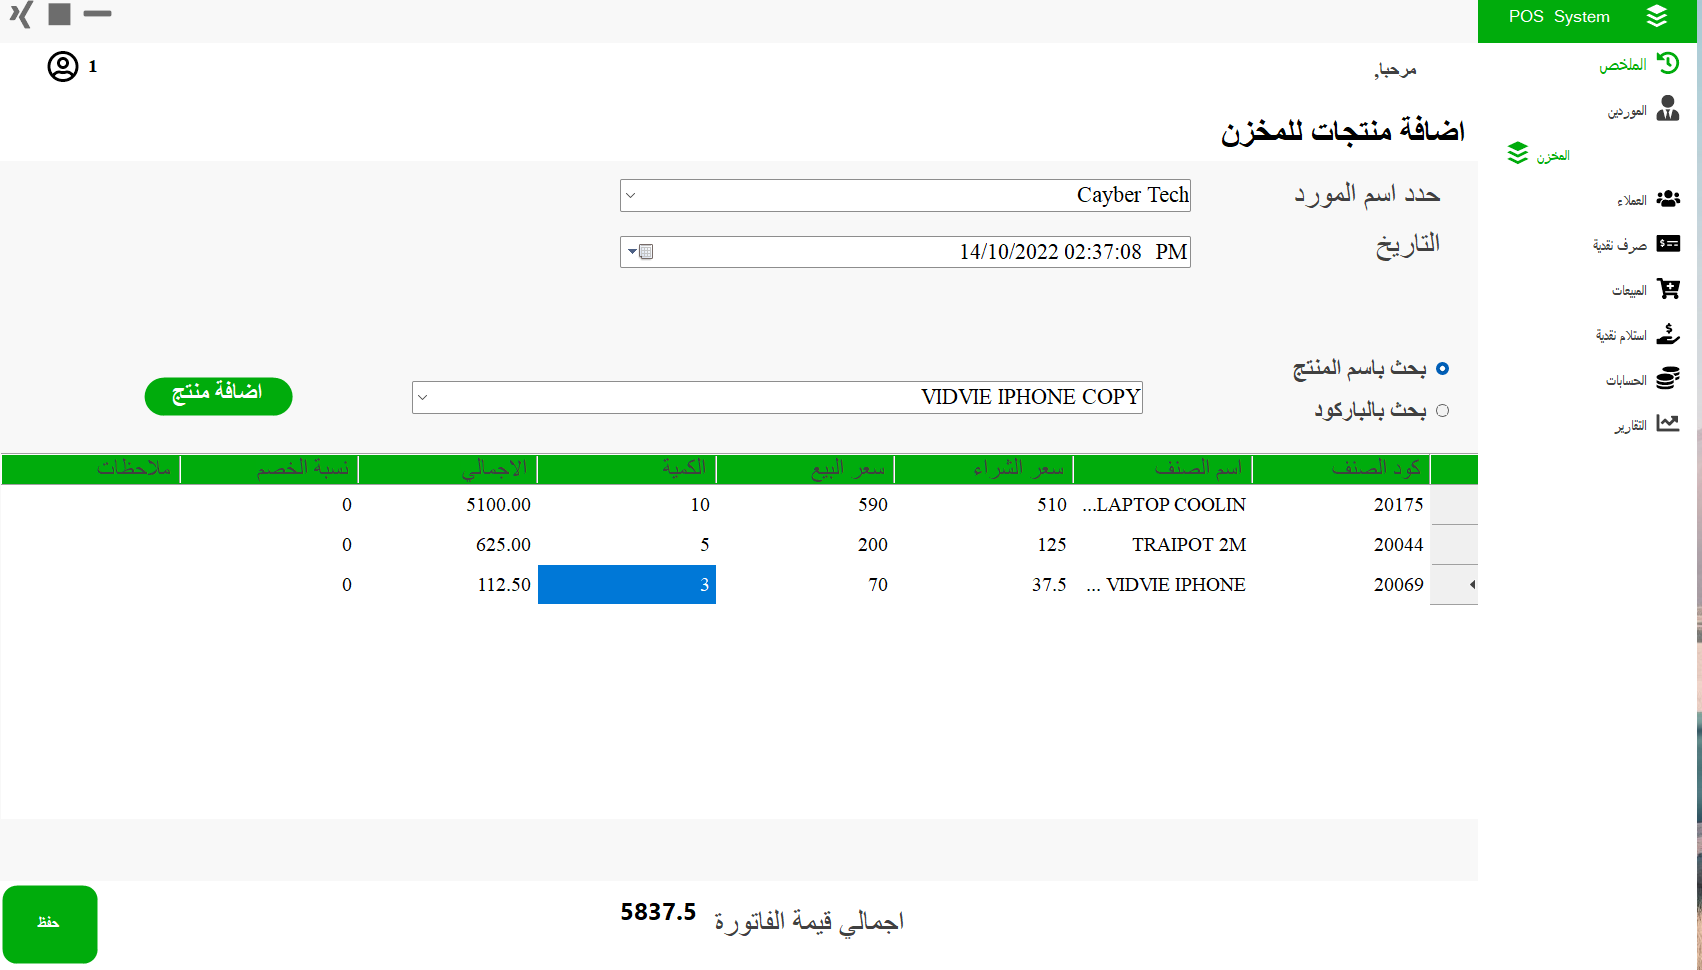 POS System
1
مرحبا,
اضافة منتجات للمخزن
الملخص
الموردين
المخزن
العملاء
صرف نقدية
المبيعات
استلام نقدية
الحسابات
التقارير
حدد اسم المورد
Cayber Tech
التاريخ
14/10/2022 02:37:08 PM
بحث باسم المنتج
بحث بالباركود
VIDVIE IPHONE COPY
اضافة منتج
كود الصنف اسم الصنف سعر الشراء سعر البيع الكمية الاجمالي نسبة الخصم ملاحظات
20175 LAPTOP COOLIN... 510 590 10 5100.00 0
20044 TRAIPOT 2M 125 200 5 625.00 0
20069 VIDVIE IPHONE ... 37.5 70 3 112.50 0
اجمالي قيمة الفاتورة 5837.5
حفظ